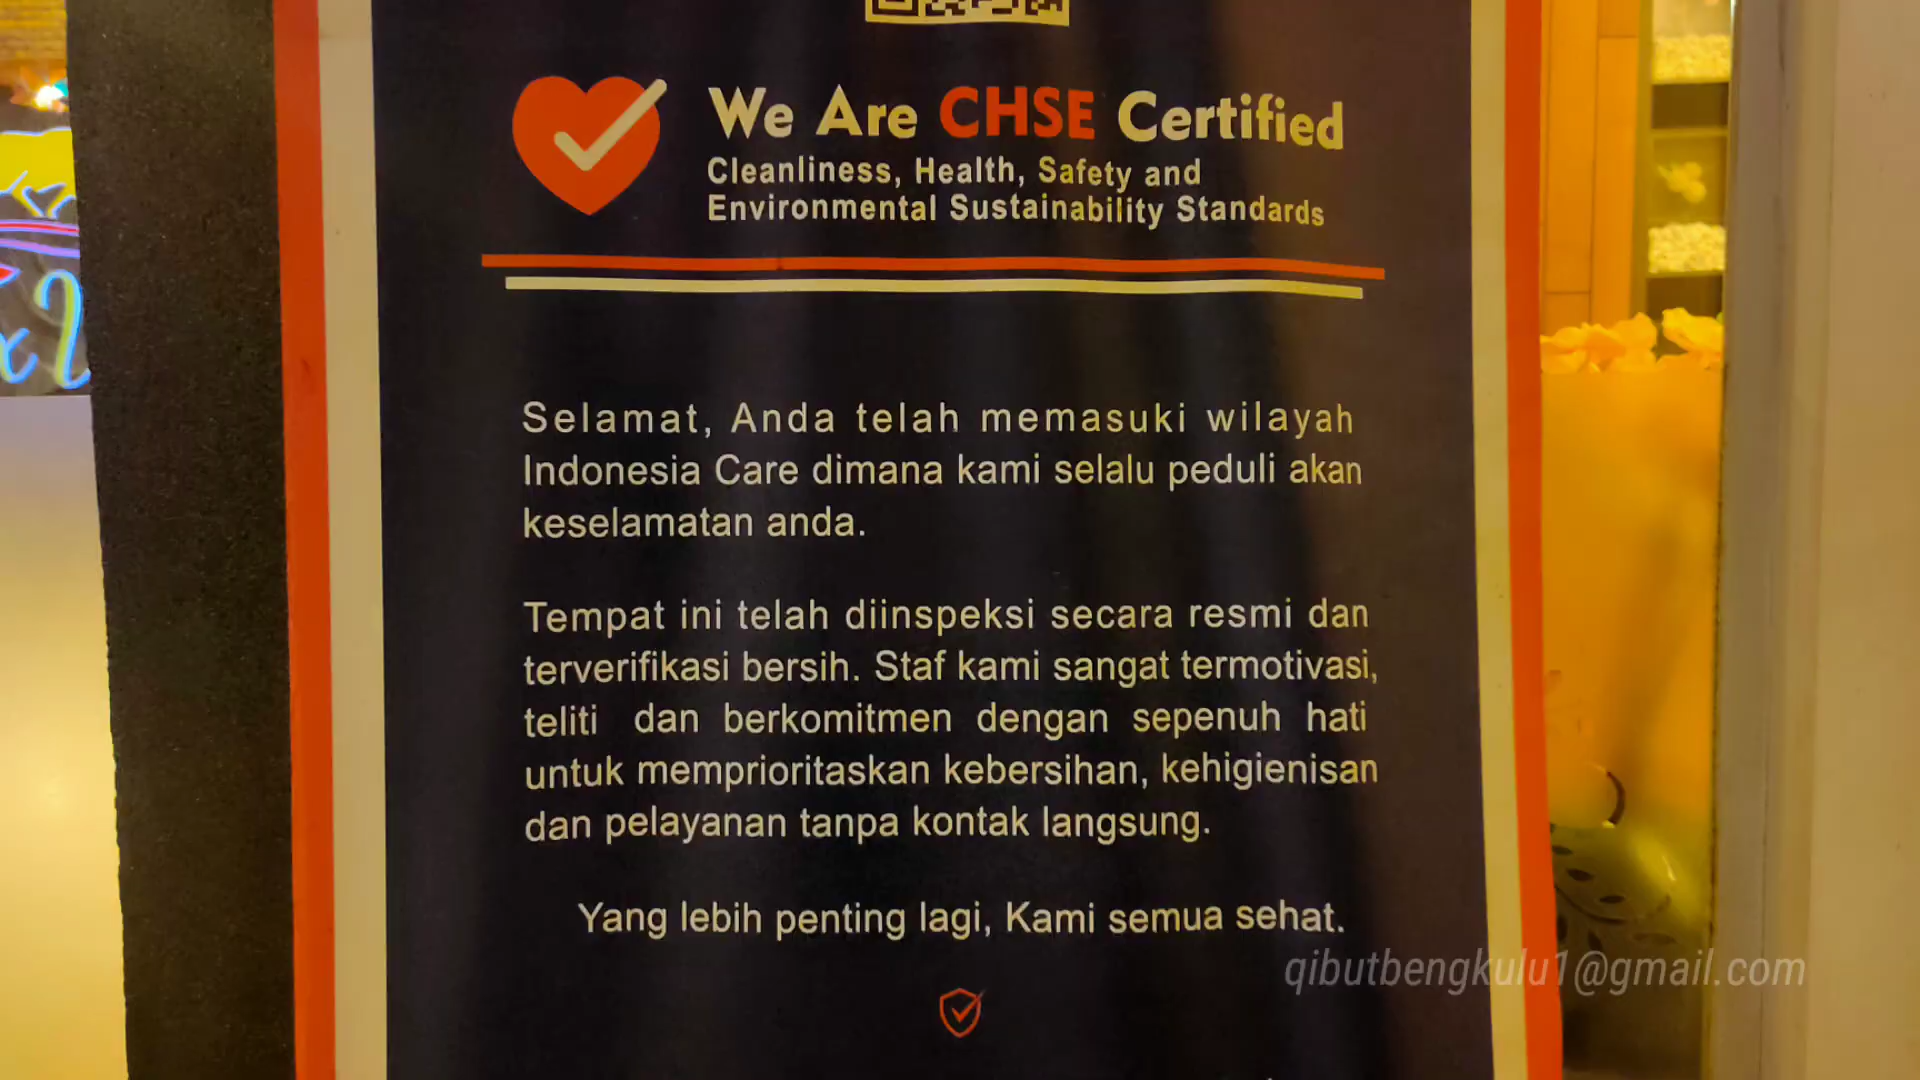 We Are CHSE Certified
Cleanliness, Health, Safety and
Environmental Sustainability Standards
Selamat, Anda telah memasuki wilayah
Indonesia Care dimana kami selalu peduli akan
keselamatan anda.
Tempat ini telah diinspeksi secara resmi dan
terverifikasi bersih. Staf kami sangat termotivasi,
teliti dan berkomitmen dengan sepenuh hati
untuk memprioritaskan kebersihan, kehigienisan
dan pelayanan tanpa kontak langsung.
Yang lebih penting lagi, Kami semua sehat.
qibutbengkulu1@gmail.com